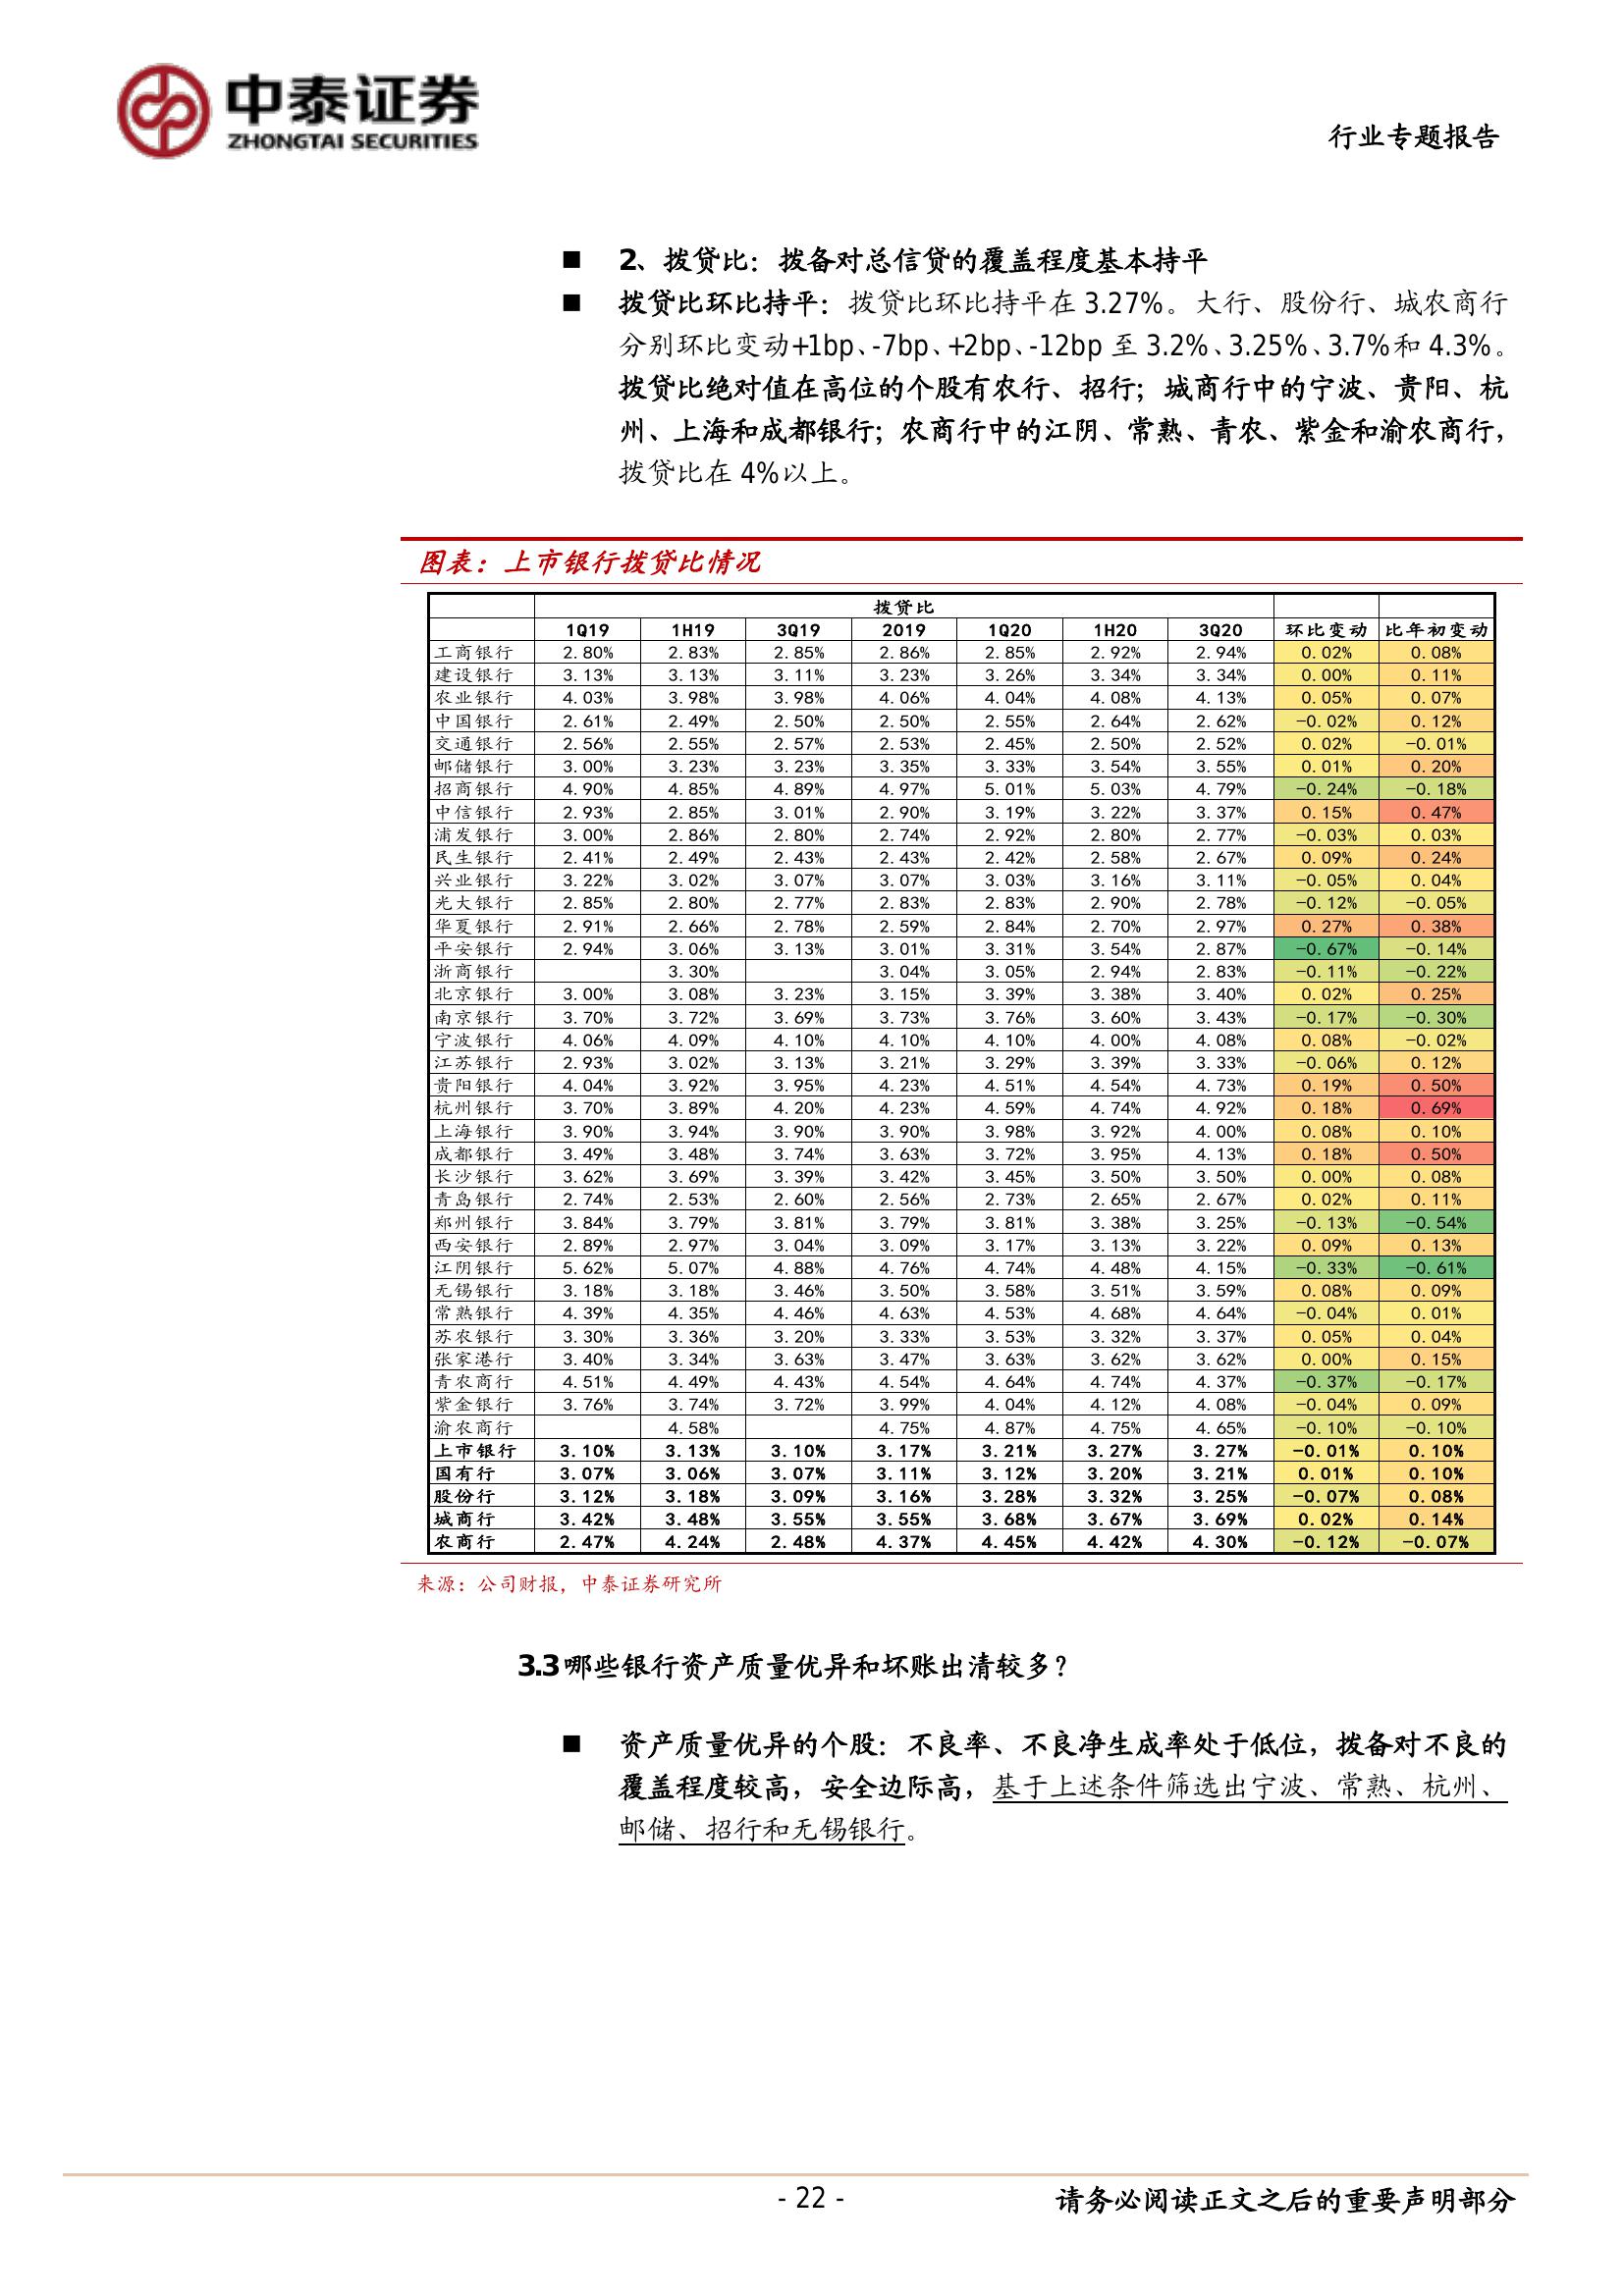 中泰证券
ZHONGTAI SECURITIES
行业专题报告
■ 2、拨贷比：拨备对总信贷的覆盖程度基本持平
■ 拨贷比环比持平：拨贷比环比持平在 3.27%。大行、股份行、城农商行
分别环比变动+1bp、-7bp、+2bp、-12bp 至 3.2%、3.25%、3.7%和 4.3%。
拨贷比绝对值在高位的个股有农行、招行；城商行中的宁波、贵阳、杭
州、上海和成都银行；农商行中的江阴、常熟、青农、紫金和渝农商行，
拨贷比在 4%以上。
图表：上市银行拨贷比情况
拨贷比
1Q19 1H19 3Q19 2019 1Q20 1H20 3Q20 环比变动 比年初变动
工商银行 2.80% 2.83% 2.85% 2.86% 2.85% 2.92% 2.94% 0.02% 0.08%
建设银行 3.13% 3.13% 3.11% 3.23% 3.26% 3.34% 3.34% 0.00% 0.11%
农业银行 4.03% 3.98% 3.98% 4.06% 4.04% 4.08% 4.13% 0.05% 0.07%
中国银行 2.61% 2.49% 2.50% 2.50% 2.55% 2.64% 2.62% -0.02% 0.12%
交通银行 2.56% 2.55% 2.57% 2.53% 2.45% 2.50% 2.52% 0.02% -0.01%
邮储银行 3.00% 3.23% 3.23% 3.35% 3.33% 3.54% 3.55% 0.01% 0.20%
招商银行 4.90% 4.85% 4.89% 4.97% 5.01% 5.03% 4.79% -0.24% -0.18%
中信银行 2.93% 2.85% 3.01% 2.90% 3.19% 3.22% 3.37% 0.15% 0.47%
浦发银行 3.00% 2.86% 2.80% 2.74% 2.92% 2.80% 2.77% -0.03% 0.03%
民生银行 2.41% 2.49% 2.43% 2.43% 2.42% 2.58% 2.67% 0.09% 0.24%
兴业银行 3.22% 3.02% 3.07% 3.07% 3.03% 3.16% 3.11% -0.05% 0.04%
光大银行 2.85% 2.80% 2.77% 2.83% 2.83% 2.90% 2.78% -0.12% -0.05%
华夏银行 2.91% 2.66% 2.78% 2.59% 2.84% 2.70% 2.97% 0.27% 0.38%
平安银行 2.94% 3.06% 3.13% 3.01% 3.31% 3.54% 2.87% -0.67% -0.14%
浙商银行 3.30% 3.04% 3.05% 2.94% 2.83% -0.11% -0.22%
北京银行 3.00% 3.08% 3.23% 3.15% 3.39% 3.38% 3.40% 0.02% 0.25%
南京银行 3.70% 3.72% 3.69% 3.73% 3.76% 3.60% 3.43% -0.17% -0.30%
宁波银行 4.06% 4.09% 4.10% 4.10% 4.10% 4.00% 4.08% 0.08% -0.02%
江苏银行 2.93% 3.02% 3.13% 3.21% 3.29% 3.39% 3.33% -0.06% 0.12%
贵阳银行 4.04% 3.92% 3.95% 4.23% 4.51% 4.54% 4.73% 0.19% 0.50%
杭州银行 3.70% 3.89% 4.20% 4.23% 4.59% 4.74% 4.92% 0.18% 0.69%
上海银行 3.90% 3.94% 3.90% 3.90% 3.98% 3.92% 4.00% 0.08% 0.10%
成都银行 3.49% 3.48% 3.74% 3.63% 3.72% 3.95% 4.13% 0.18% 0.50%
长沙银行 3.62% 3.69% 3.39% 3.42% 3.45% 3.50% 3.50% 0.00% 0.08%
青岛银行 2.74% 2.53% 2.60% 2.56% 2.73% 2.65% 2.67% 0.02% 0.11%
郑州银行 3.84% 3.79% 3.81% 3.79% 3.81% 3.38% 3.25% -0.13% -0.54%
西安银行 2.89% 2.97% 3.04% 3.09% 3.17% 3.13% 3.22% 0.09% 0.13%
江阴银行 5.62% 5.07% 4.88% 4.76% 4.74% 4.48% 4.15% -0.33% -0.61%
无锡银行 3.18% 3.18% 3.46% 3.50% 3.58% 3.51% 3.59% 0.08% 0.09%
常熟银行 4.39% 4.35% 4.46% 4.63% 4.53% 4.68% 4.64% -0.04% 0.01%
苏农银行 3.30% 3.36% 3.20% 3.33% 3.53% 3.32% 3.37% 0.05% 0.04%
张家港行 3.40% 3.34% 3.63% 3.47% 3.63% 3.62% 3.62% 0.00% 0.15%
青农商行 4.51% 4.49% 4.43% 4.54% 4.64% 4.74% 4.37% -0.37% -0.17%
紫金银行 3.76% 3.74% 3.72% 3.99% 4.04% 4.12% 4.08% -0.04% 0.09%
渝农商行 4.58% 4.75% 4.87% 4.75% 4.65% -0.10% -0.10%
上市银行 3.10% 3.13% 3.10% 3.17% 3.21% 3.27% 3.27% -0.01% 0.10%
国有行 3.07% 3.06% 3.07% 3.11% 3.12% 3.20% 3.21% 0.01% 0.10%
股份行 3.12% 3.18% 3.09% 3.16% 3.28% 3.32% 3.25% -0.07% 0.08%
城商行 3.42% 3.48% 3.55% 3.55% 3.68% 3.67% 3.69% 0.02% 0.14%
农商行 2.47% 4.24% 2.48% 4.37% 4.45% 4.42% 4.30% -0.12% -0.07%
来源：公司财报，中泰证券研究所
3.3 哪些银行资产质量优异和坏账出清较多？
■ 资产质量优异的个股：不良率、不良净生成率处于低位，拨备对不良的
覆盖程度较高，安全边际高，基于上述条件筛选出宁波、常熟、杭州、
邮储、招行和无锡银行。
- 22 -
请务必阅读正文之后的重要声明部分